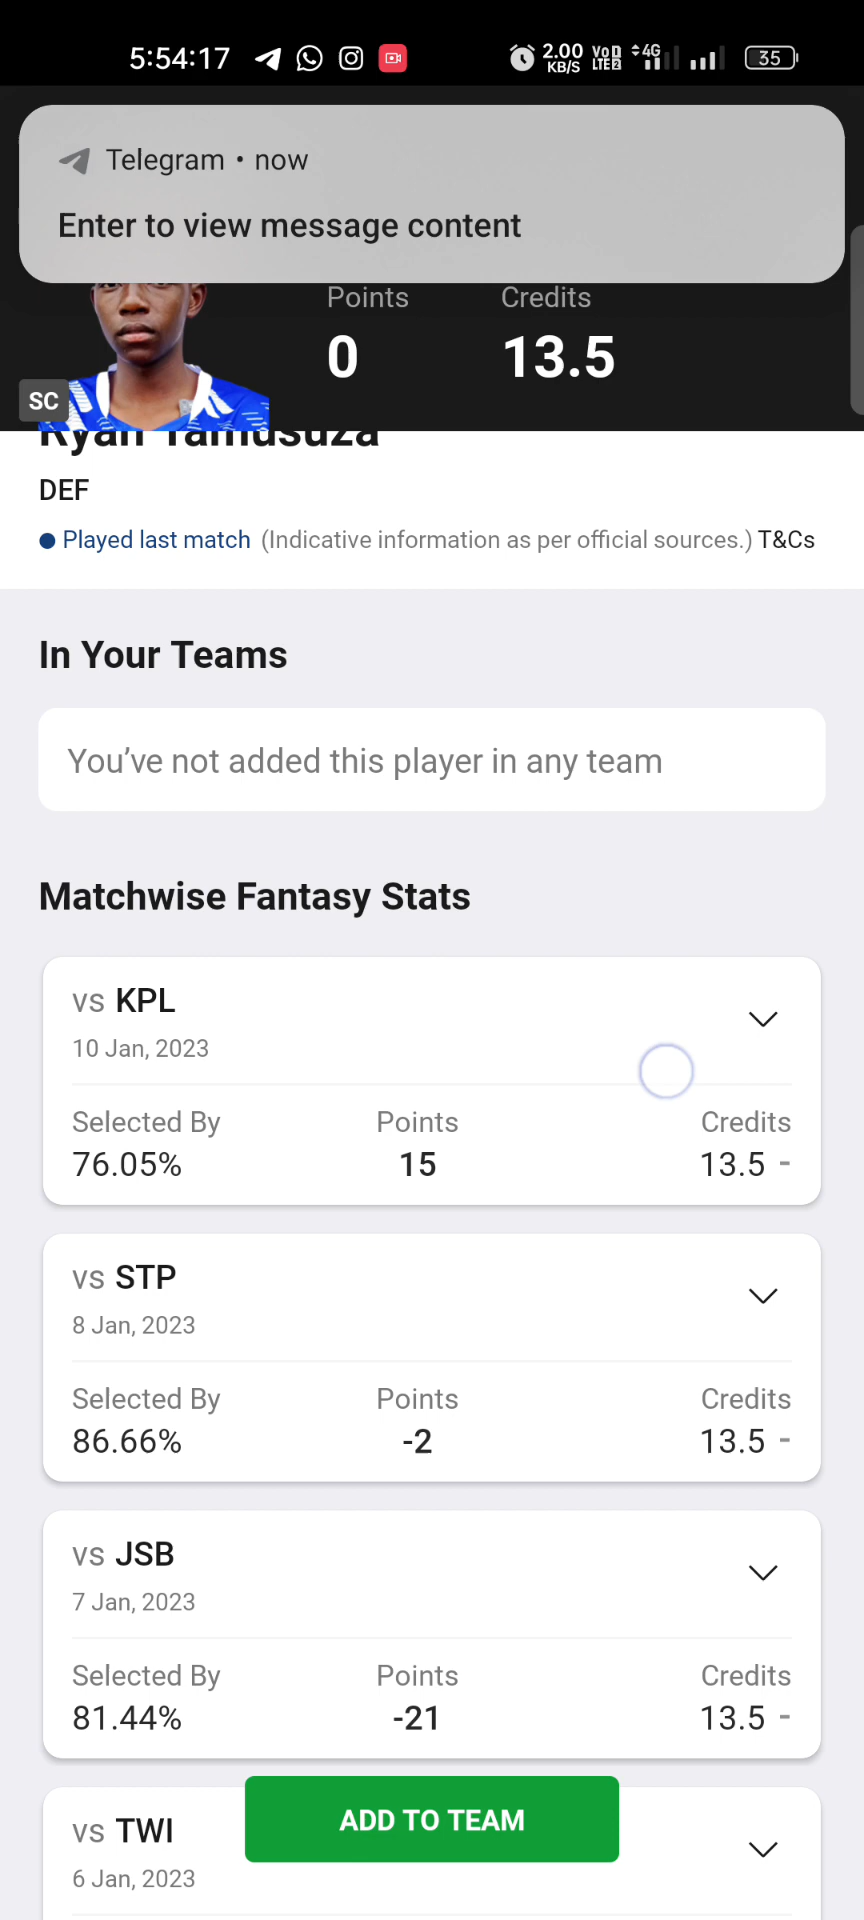 5:54:17
2.00 KB/S
VoD LTE2
4G
35
Telegram • now
Enter to view message content
Points
Credits
0
13.5
SC
Ryan Tamusuza
DEF
Played last match (Indicative information as per official sources.) T&Cs
In Your Teams
You’ve not added this player in any team
Matchwise Fantasy Stats
vs KPL
10 Jan, 2023
Selected By Points Credits
76.05% 15 13.5 -
vs STP
8 Jan, 2023
Selected By Points Credits
86.66% -2 13.5 -
vs JSB
7 Jan, 2023
Selected By Points Credits
81.44% -21 13.5 -
ADD TO TEAM
vs TWI
6 Jan, 2023